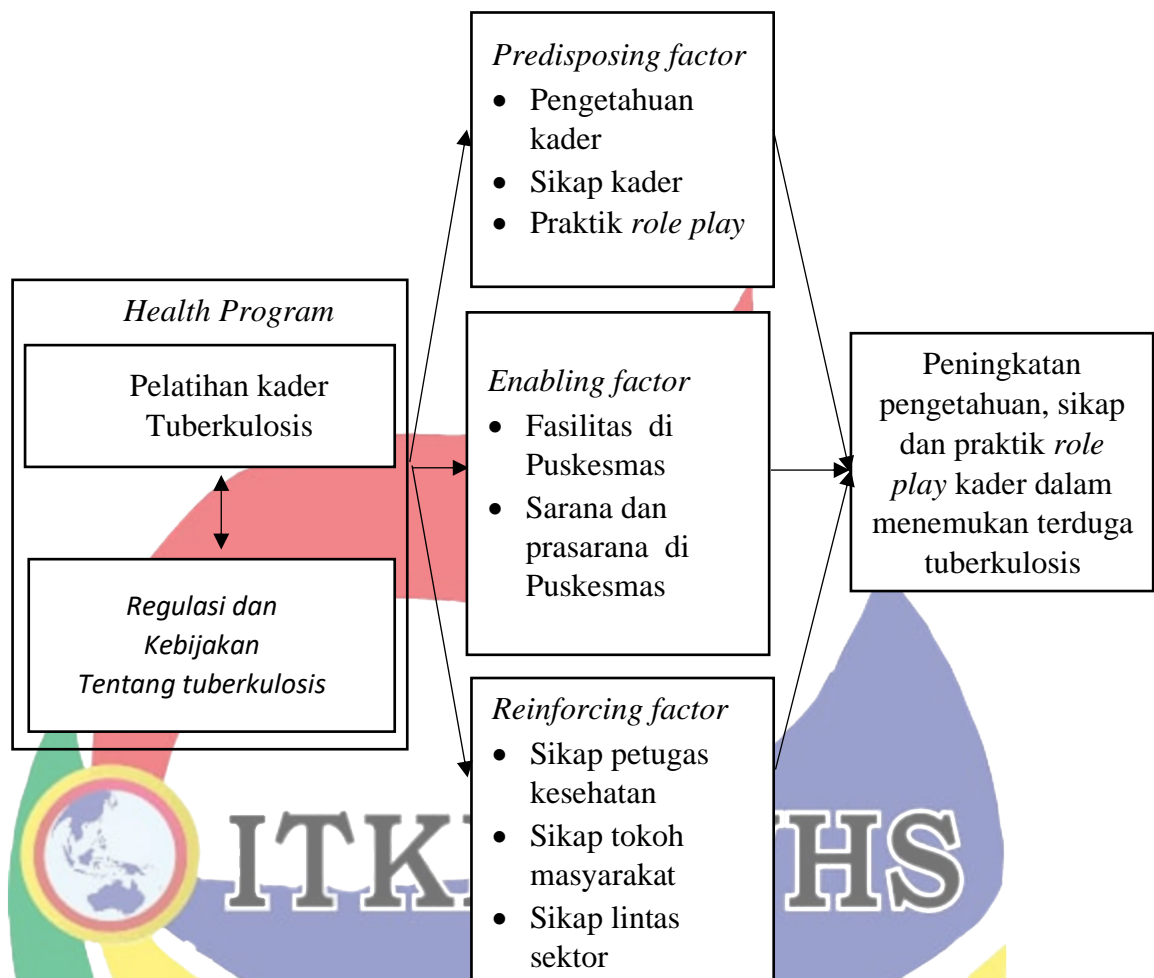 Health Program
Pelatihan kader
Tuberkulosis
Regulasi dan
Kebijakan
Tentang tuberkulosis
Predisposing factor
• Pengetahuan
kader
• Sikap kader
• Praktik role play
Enabling factor
• Fasilitas di
Puskesmas
• Sarana dan
prasarana di
Puskesmas
Reinforcing factor
• Sikap petugas
kesehatan
• Sikap tokoh
masyarakat
• Sikap lintas
sektor
Peningkatan
pengetahuan, sikap
dan praktik role
play kader dalam
menemukan terduga
tuberkulosis